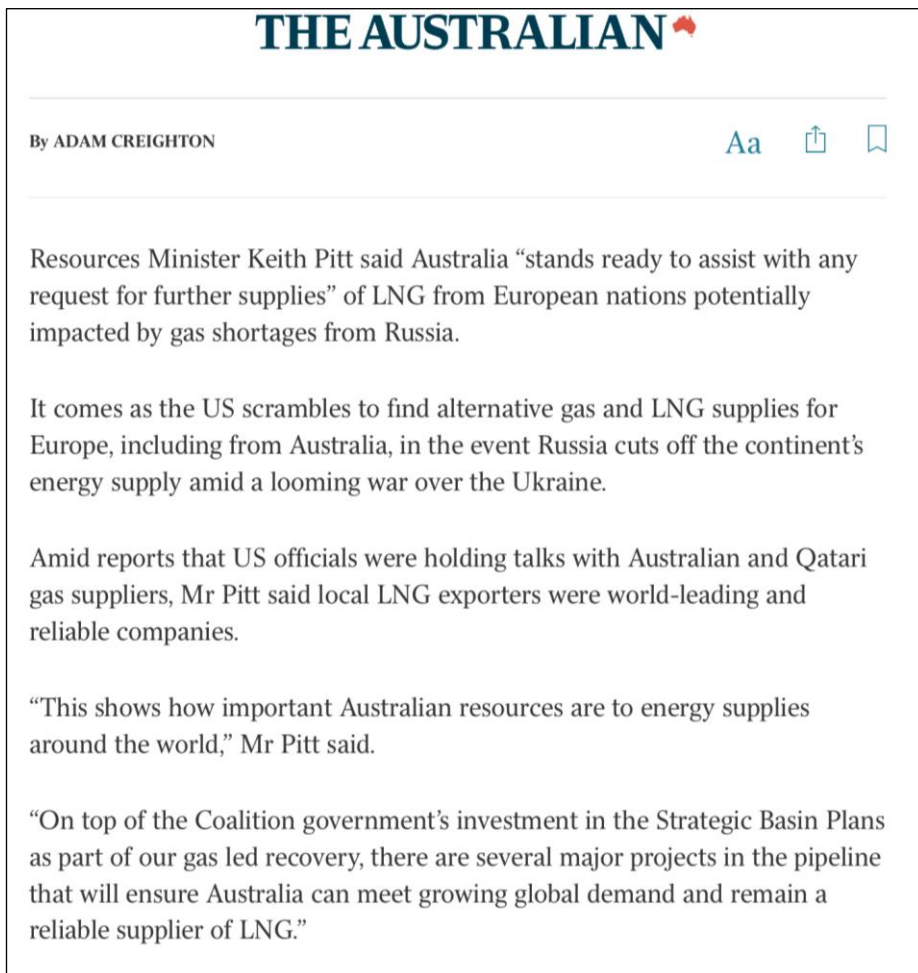 THE AUSTRALIAN
By ADAM CREIGHTON
Aa
Resources Minister Keith Pitt said Australia “stands ready to assist with any
request for further supplies” of LNG from European nations potentially
impacted by gas shortages from Russia.
It comes as the US scrambles to find alternative gas and LNG supplies for
Europe, including from Australia, in the event Russia cuts off the continent’s
energy supply amid a looming war over the Ukraine.
Amid reports that US officials were holding talks with Australian and Qatari
gas suppliers, Mr Pitt said local LNG exporters were world-leading and
reliable companies.
“This shows how important Australian resources are to energy supplies
around the world,” Mr Pitt said.
“On top of the Coalition government’s investment in the Strategic Basin Plans
as part of our gas led recovery, there are several major projects in the pipeline
that will ensure Australia can meet growing global demand and remain a
reliable supplier of LNG.”